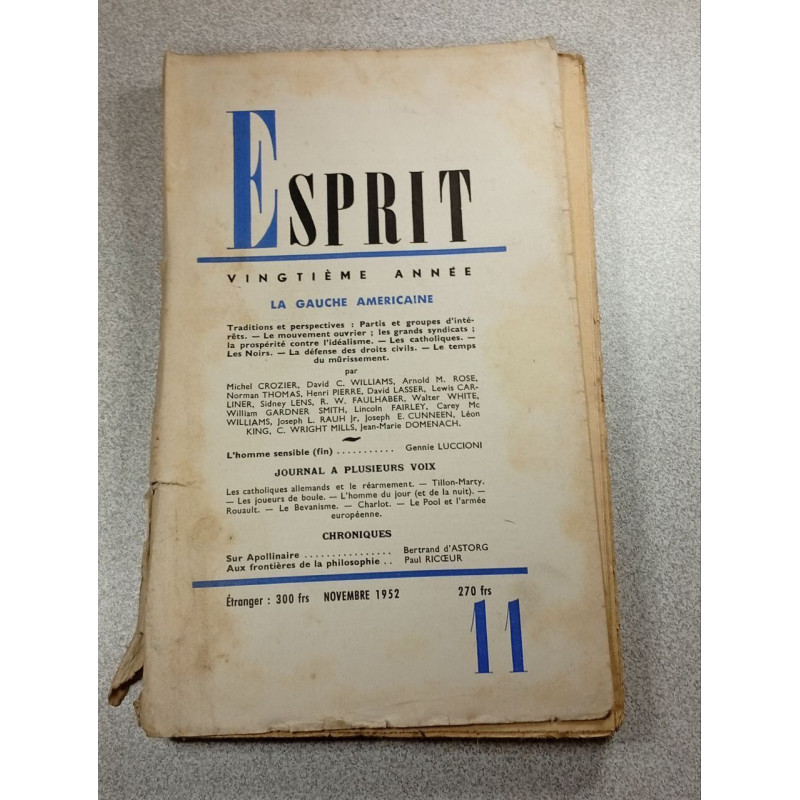 ESPRIT
VINGTIÈME ANNÉE
LA GAUCHE AMERICAINE
Traditions et perspectives : Partis et groupes d'inté-
rêts. — Le mouvement ouvrier ; les grands syndicats ;
la prospérité contre l'idéalisme. — Les catholiques. —
Les Noirs. — La défense des droits civils. — Le temps
du mûrissement.
par
Michel CROZIER, David C. WILLIAMS, Arnold M. ROSE,
Norman THOMAS, Henri PIERRE, David LASSER, Lewis CAR-
LINER, Sidney LENS, R. W. FAULHABER, Walter WHITE,
William GARDNER SMITH, Lincoln FAIRLEY, Carey Mc
WILLIAMS, Joseph L. RAUH Jr, Joseph E. CUNNEEN, Léon
KING, C. WRIGHT MILLS, Jean-Marie DOMENACH.
L'homme sensible (fin) ........... Gennie LUCCIONI
JOURNAL A PLUSIEURS VOIX
Les catholiques allemands et le réarmement. — Tillon-Marty.
— Les joueurs de boule. — L'homme du jour (et de la nuit). —
Rouault. — Le Bevanisme. — Charlot. — Le Pool et l'armée
européenne.
CHRONIQUES
Sur Apollinaire ................ Bertrand d'ASTORG
Aux frontières de la philosophie .. Paul RICŒUR
Étranger : 300 frs NOVEMBRE 1952 270 frs
11